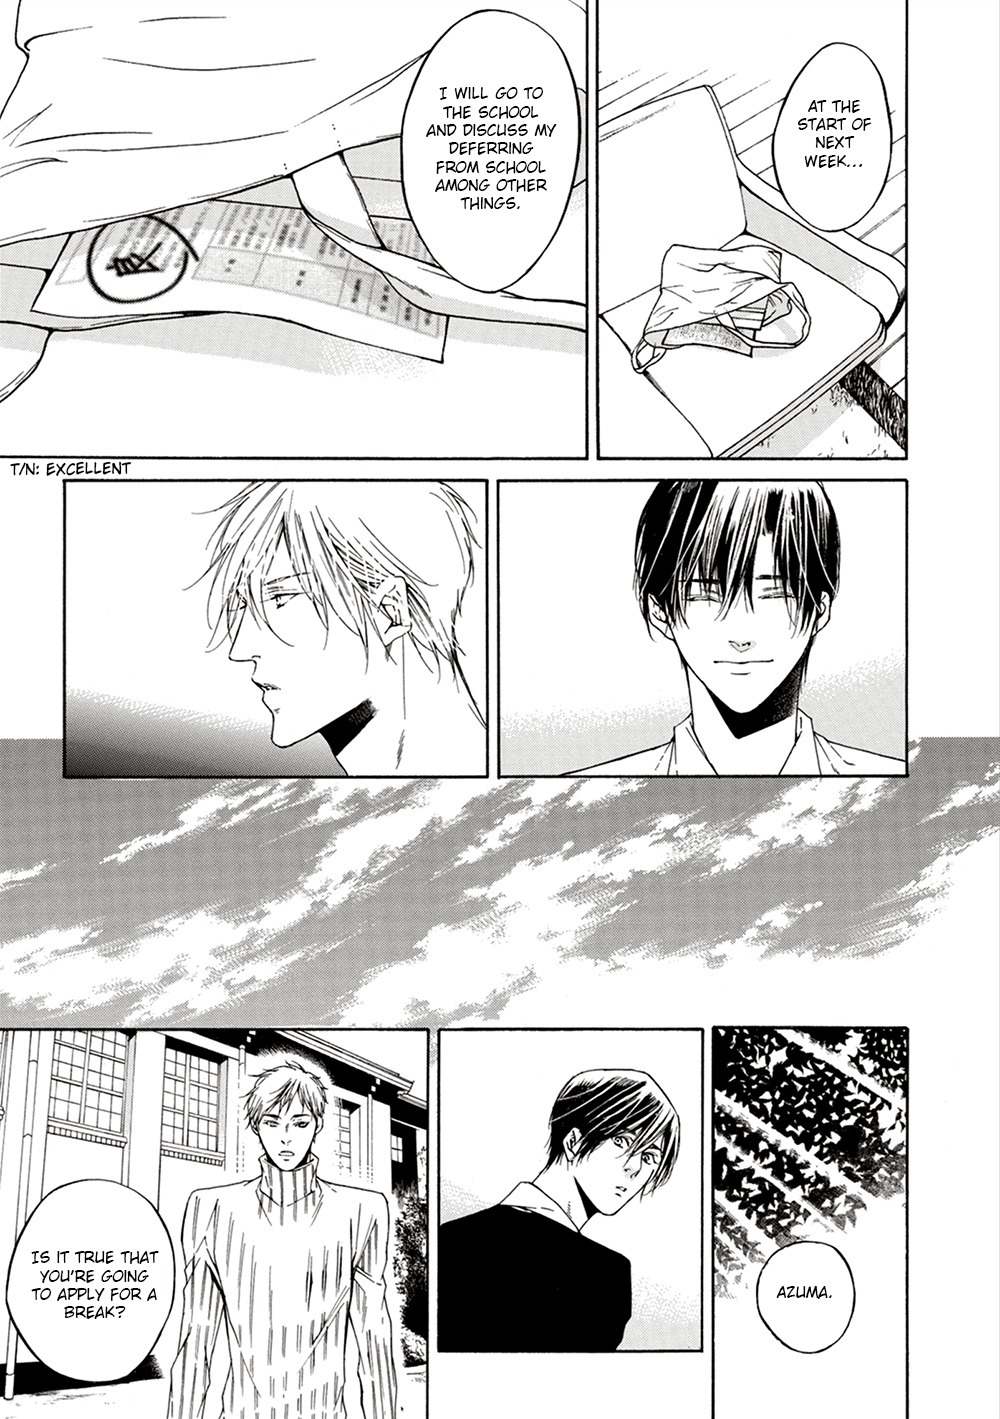 AT THE
START OF
NEXT
WEEK...
I WILL GO TO
THE SCHOOL
AND DISCUSS MY
DEFERRING
FROM SCHOOL
AMONG OTHER
THINGS.
T/N: EXCELLENT
AZUMA.
IS IT TRUE THAT
YOU'RE GOING
TO APPLY FOR A
BREAK?